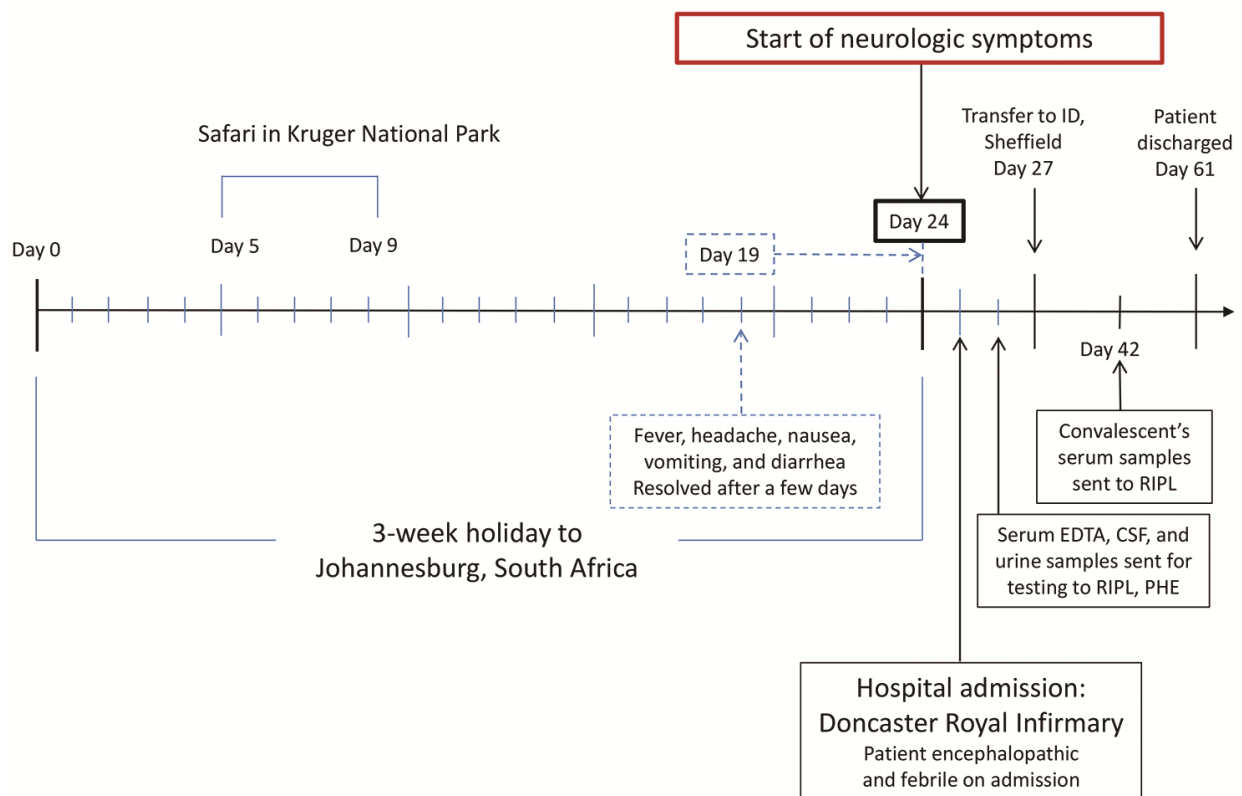 Start of neurologic symptoms
Safari in Kruger National Park
Transfer to ID,
Sheffield
Day 27
Patient
discharged
Day 61
Day 0
Day 5
Day 9
Day 19
Day 24
Day 42
Fever, headache, nausea,
vomiting, and diarrhea
Resolved after a few days
Convalescent’s
serum samples
sent to RIPL
3-week holiday to
Johannesburg, South Africa
Serum EDTA, CSF, and
urine samples sent for
testing to RIPL, PHE
Hospital admission:
Doncaster Royal Infirmary
Patient encephalopathic
and febrile on admission